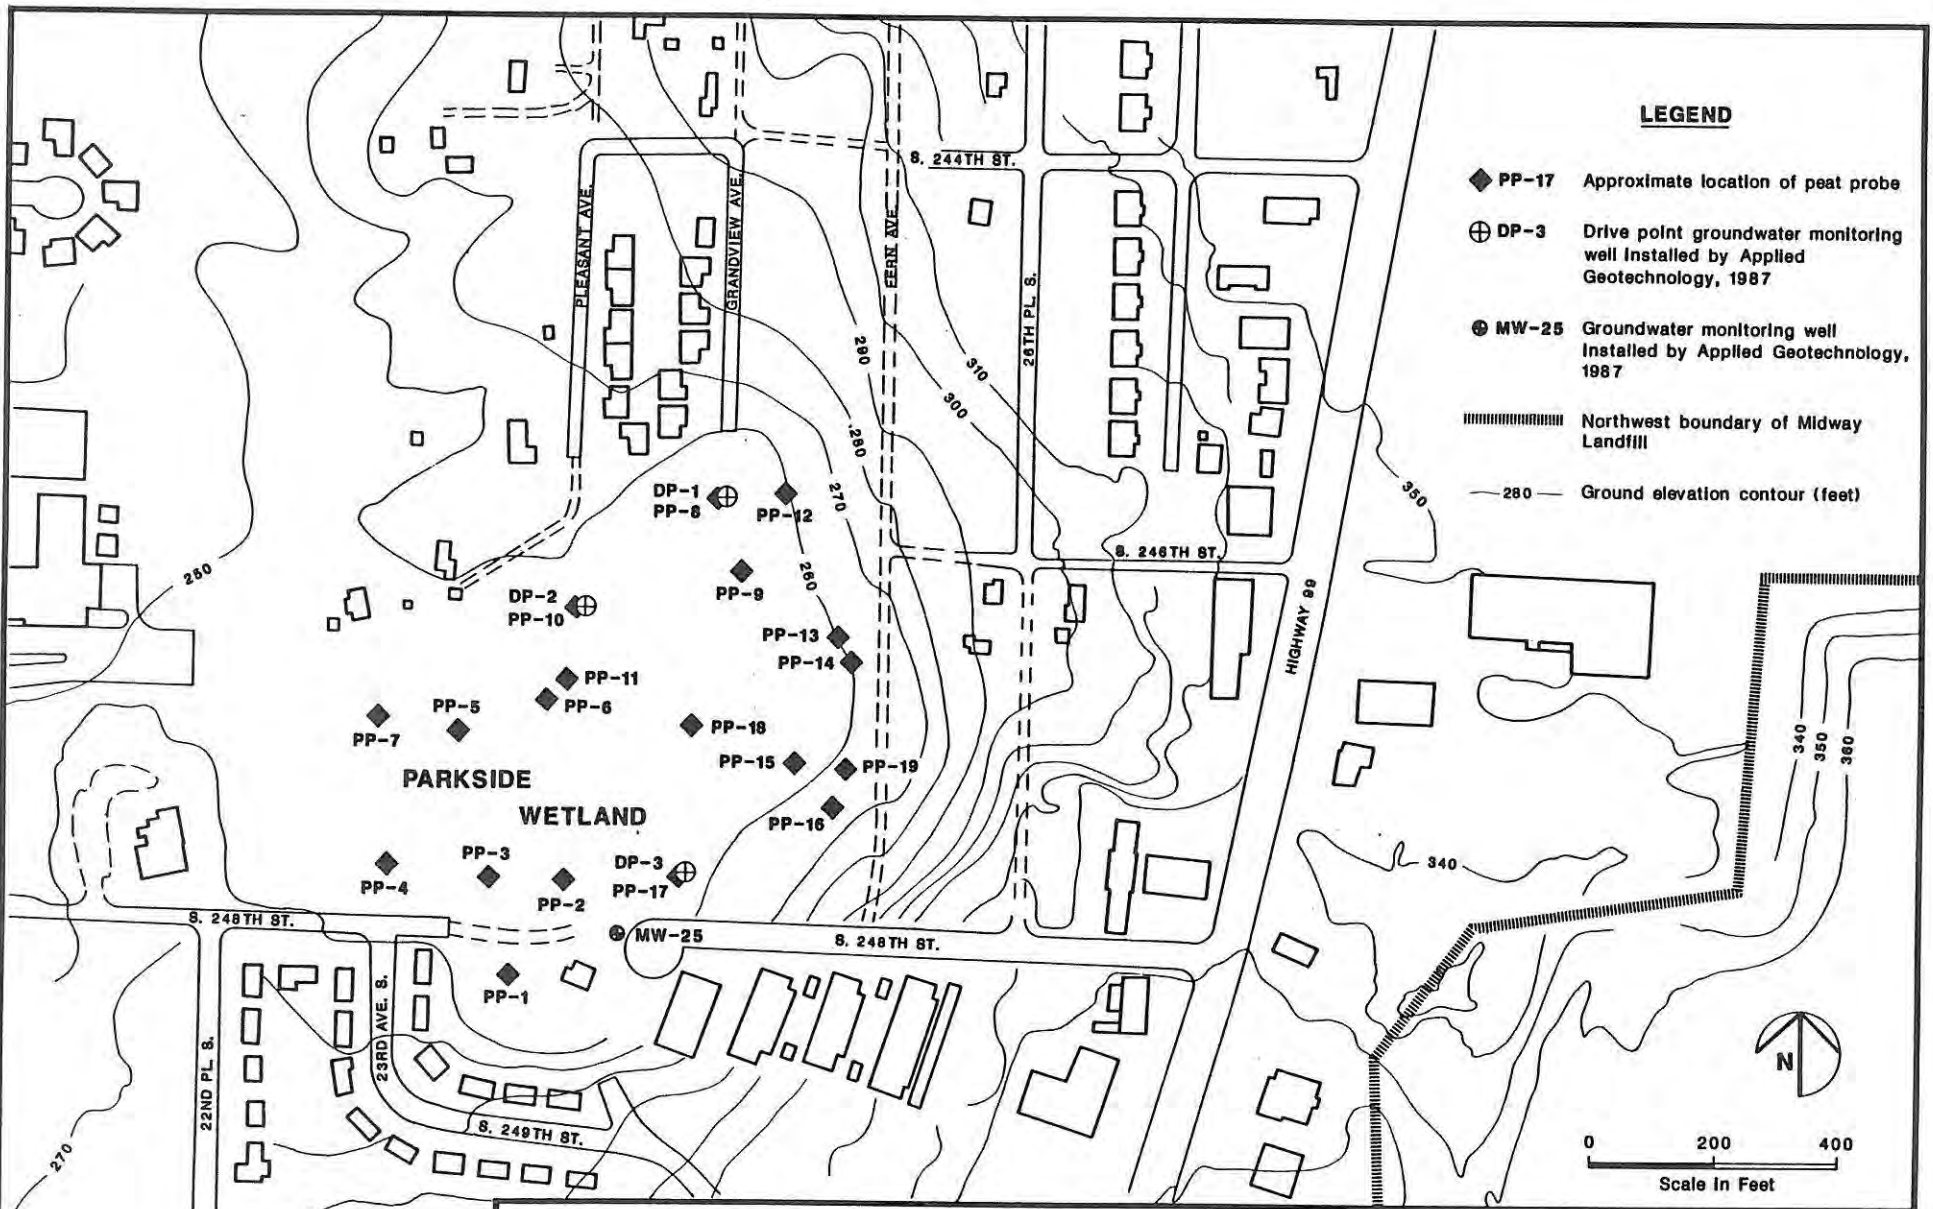 LEGEND
PP-17 Approximate location of peat probe
DP-3 Drive point groundwater monitoring
well Installed by Applied
Geotechnology, 1987
MW-25 Groundwater monitoring well
Installed by Applied Geotechnology,
1987
Northwest boundary of Midway
Landfill
280 Ground elevation contour (feet)
S. 244TH ST.
PLEASANT AVE.
GRANDVIEW AVE.
FERN AVE.
26TH PL. S.
290
310
300
280
270
350
250
260
DP-1
PP-8
PP-12
S. 246TH ST.
PP-9
DP-2
PP-10
PP-13
PP-14
HIGHWAY 99
PP-11
PP-6
PP-5
PP-7
PP-18
PP-15
PP-19
PP-16
340
350
360
PARKSIDE
WETLAND
PP-3
PP-4
PP-2
DP-3
PP-17
340
S. 248TH ST.
MW-25
S. 248TH ST.
PP-1
22ND PL. S.
23RD AVE. S.
S. 249TH ST.
270
N
0 200 400
Scale in Feet